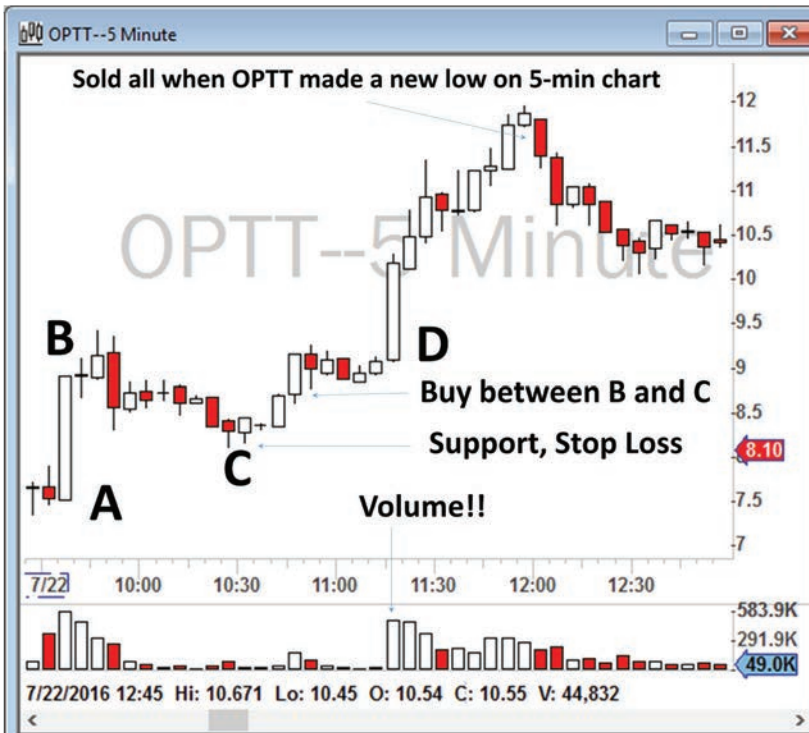 OPTT--5 Minute
Sold all when OPTT made a new low on 5-min chart
12
11.5
11
OPTT--5 Minute
10.5
10
9.5
B
D
9
Buy between B and C
8.5
Support, Stop Loss
8.10
C
A
Volume!!
7.5
7
7/22 10:00 10:30 11:00 11:30 12:00 12:30
583.9K
291.9K
49.0K
7/22/2016 12:45 Hi: 10.671 Lo: 10.45 O: 10.54 C: 10.55 V: 44,832